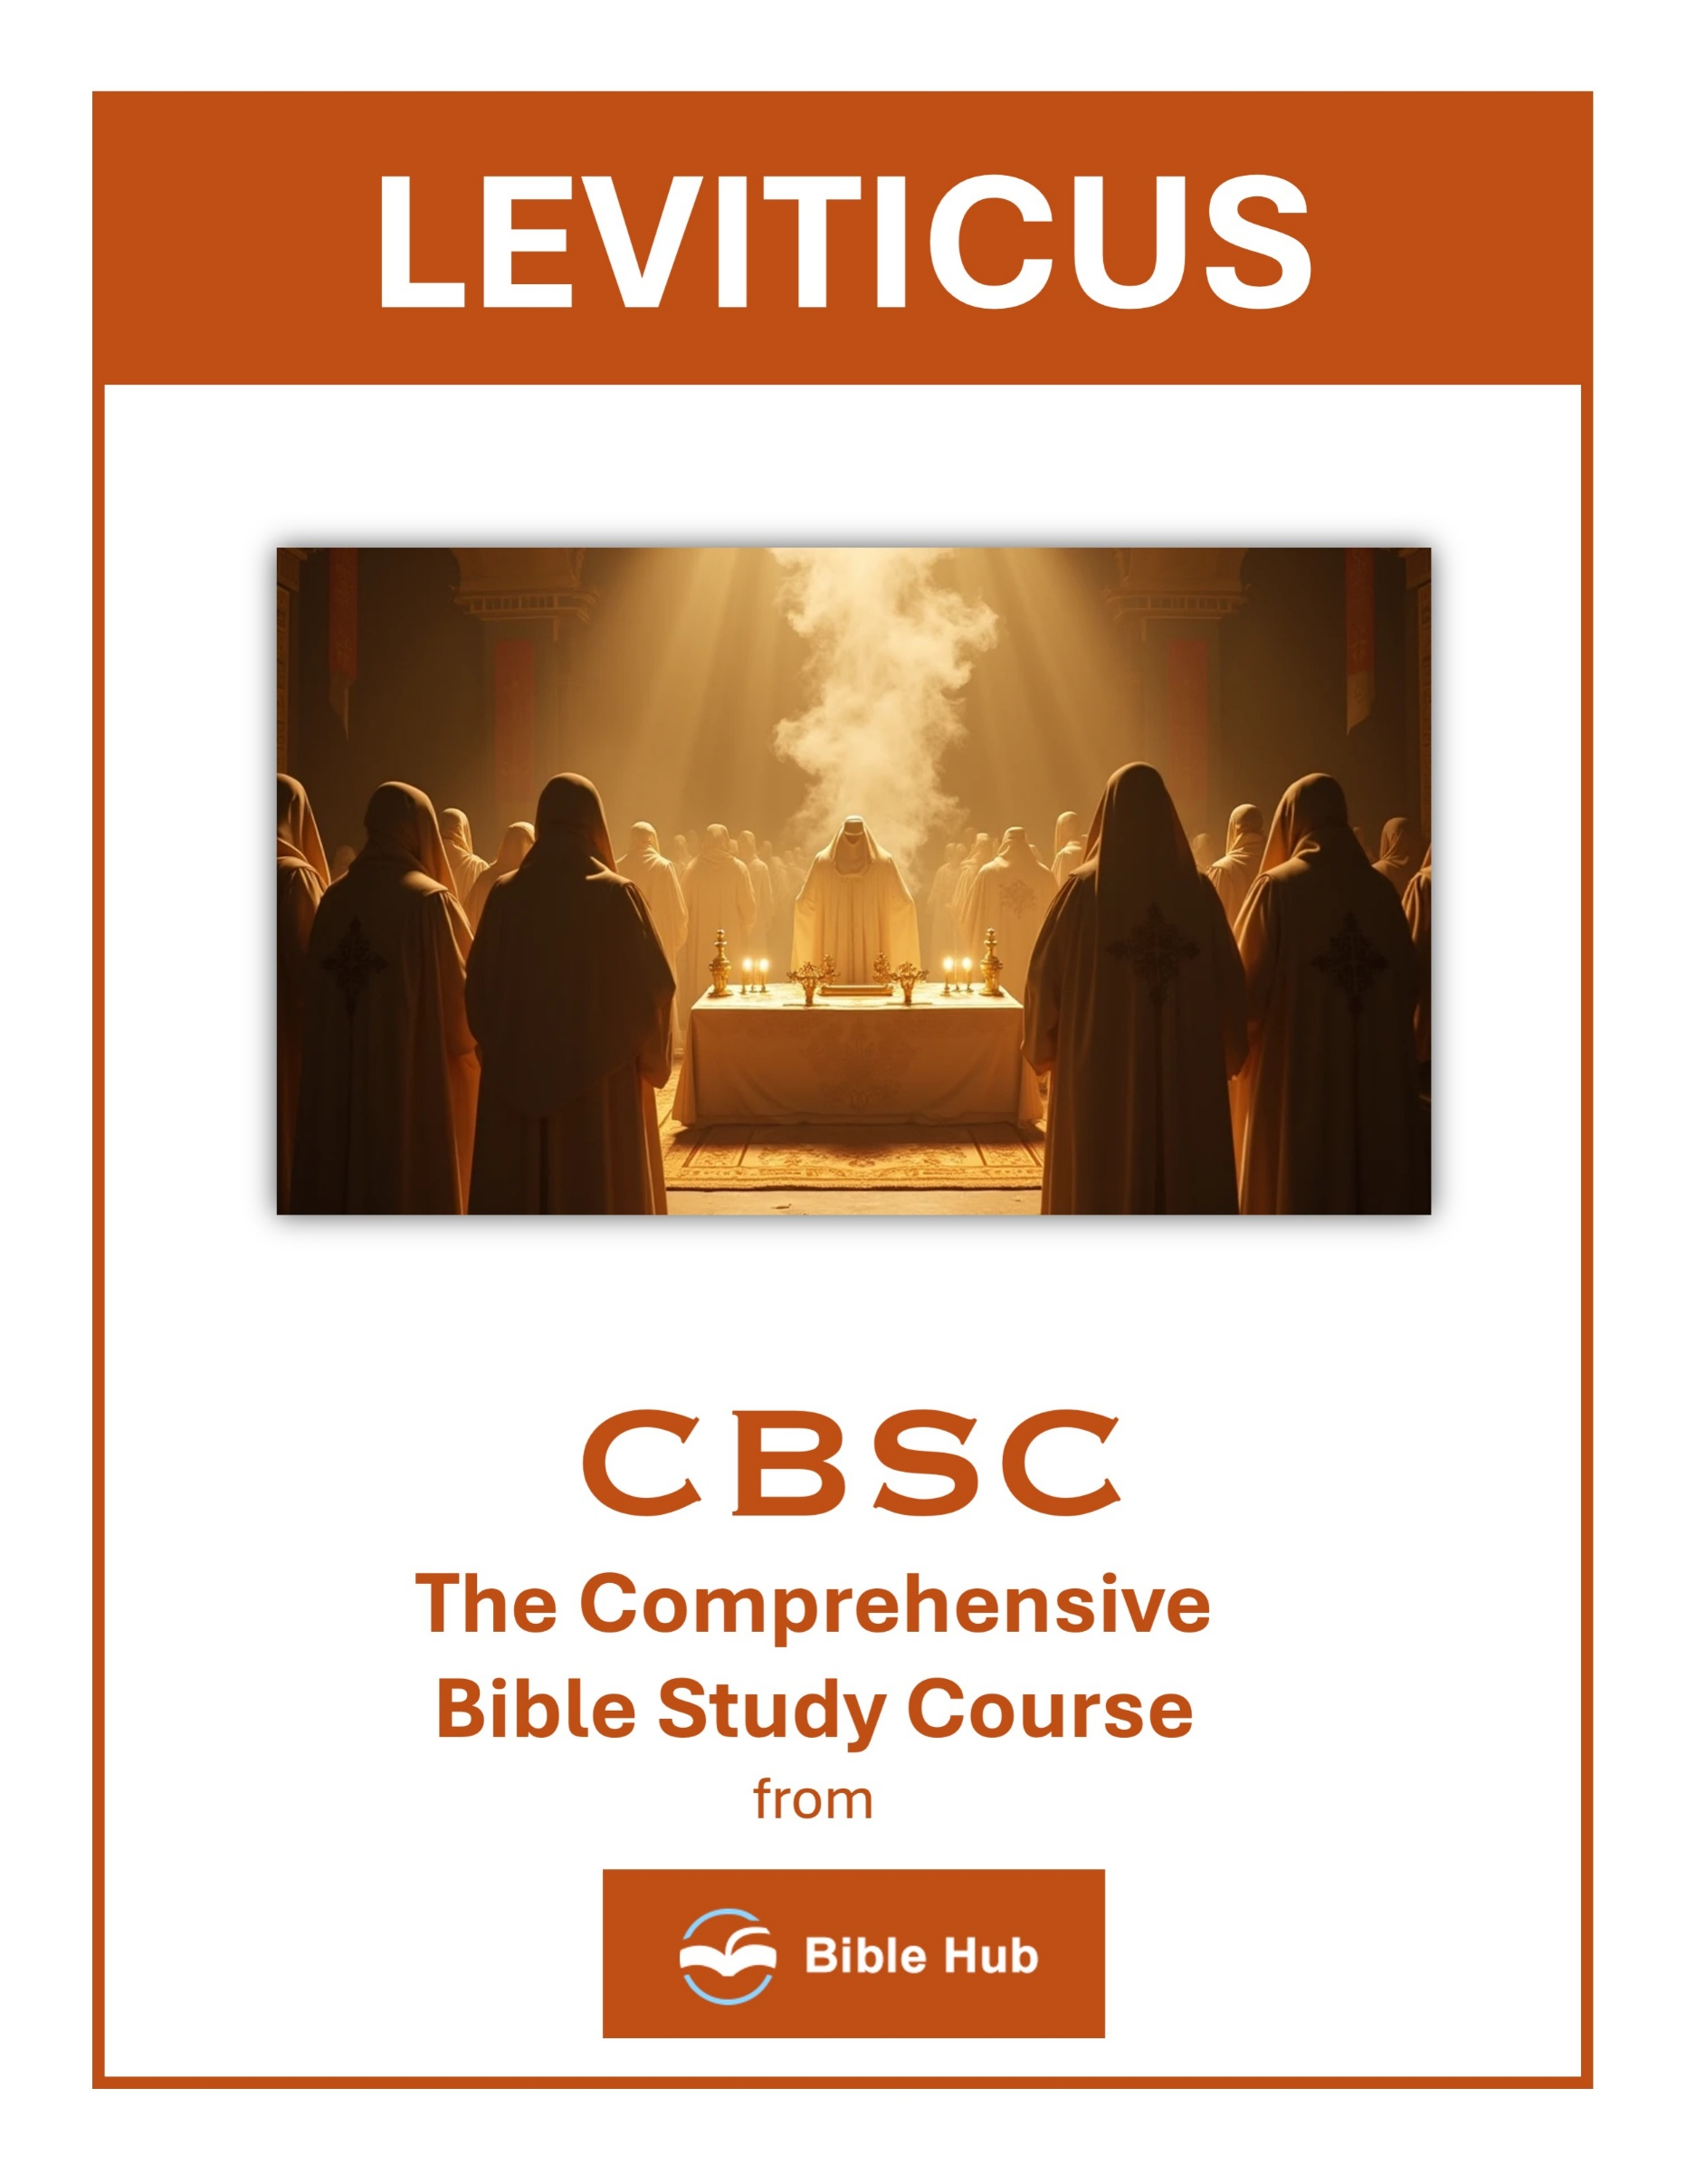 LEVITICUS
CBSC
The Comprehensive
Bible Study Course
from
Bible Hub